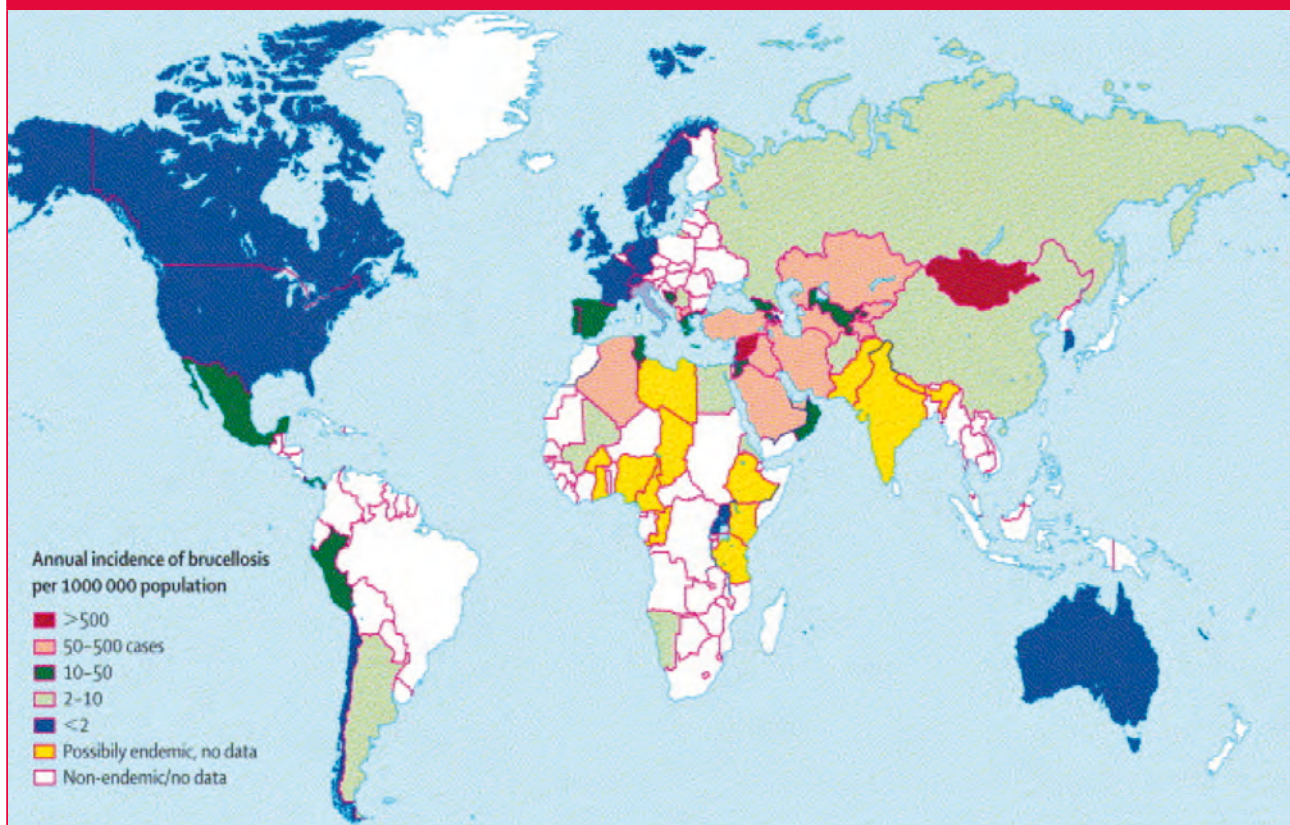 Annual incidence of brucellosis
per 1000 000 population
>500
50–500 cases
10–50
2–10
<2
Possibily endemic, no data
Non-endemic/no data